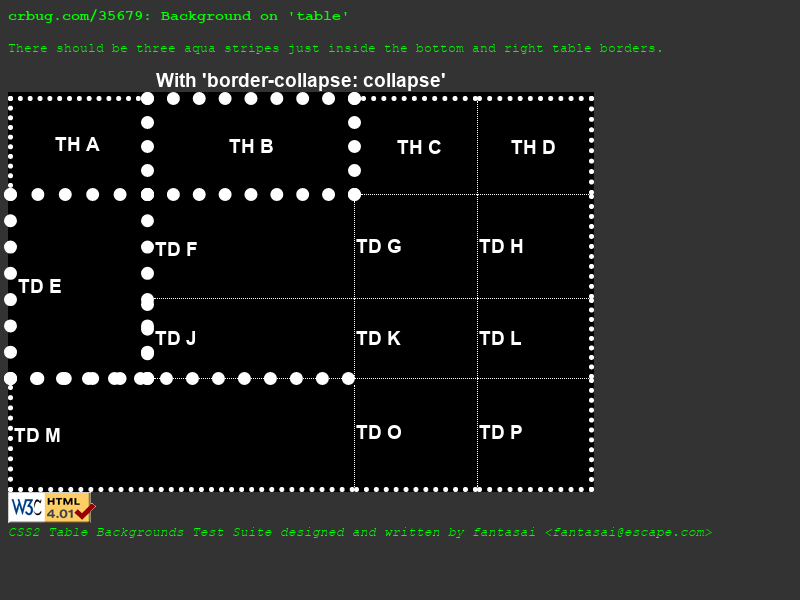 crbug.com/35679: Background on 'table'
There should be three aqua stripes just inside the bottom and right table borders.
With 'border-collapse: collapse'
TH A TH B TH C TH D
TD E TD F TD G TD H
TD J TD K TD L
TD M TD O TD P
W3C HTML 4.01
CSS2 Table Backgrounds Test Suite designed and written by fantasai <fantasai@escape.com>